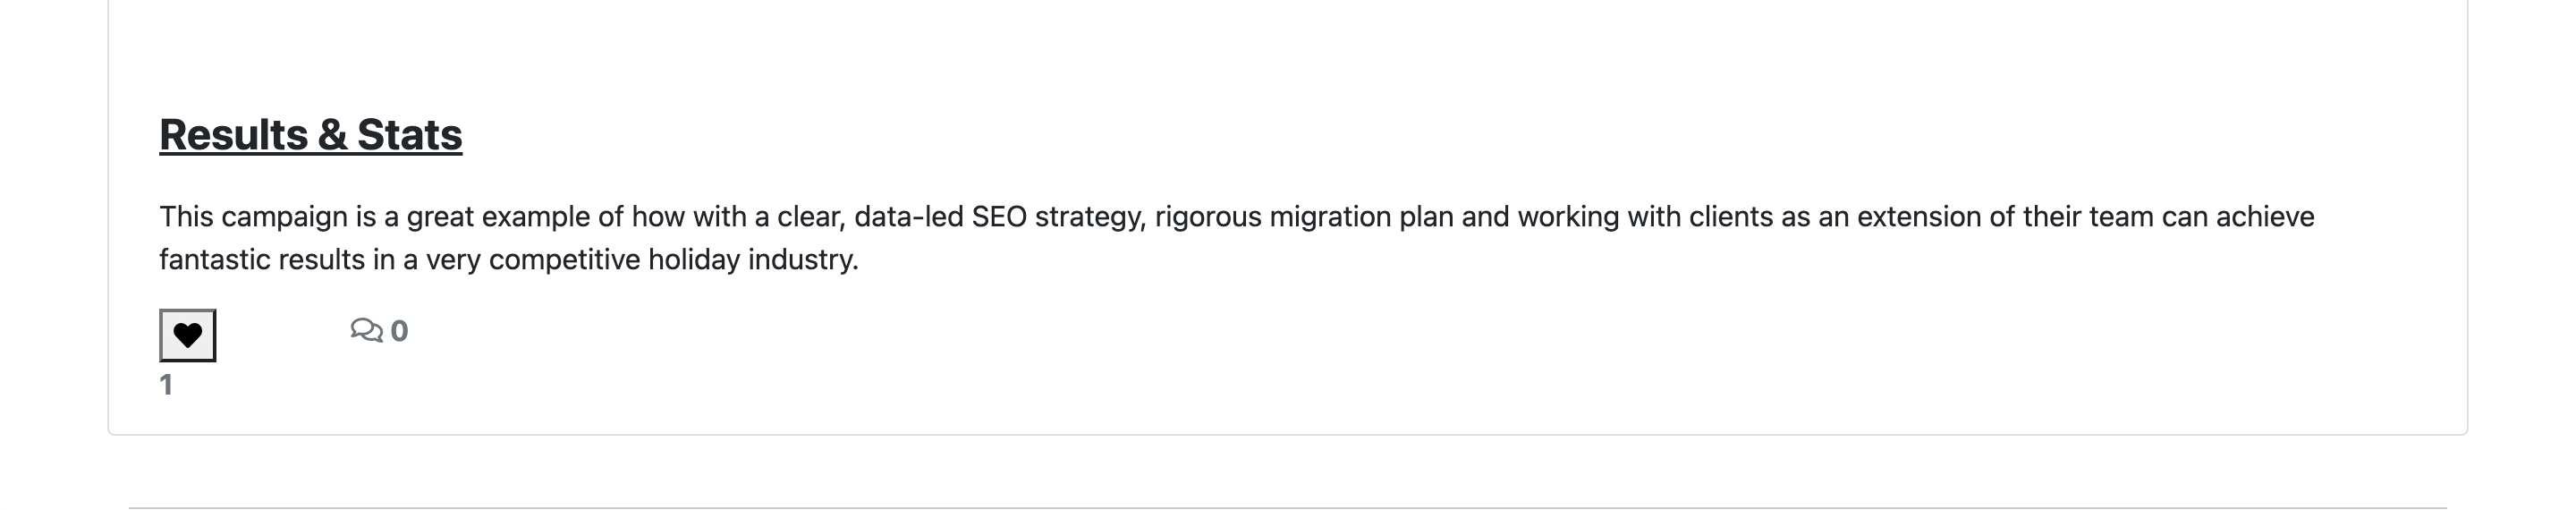 Results & Stats
This campaign is a great example of how with a clear, data-led SEO strategy, rigorous migration plan and working with clients as an extension of their team can achieve
fantastic results in a very competitive holiday industry.
0
1